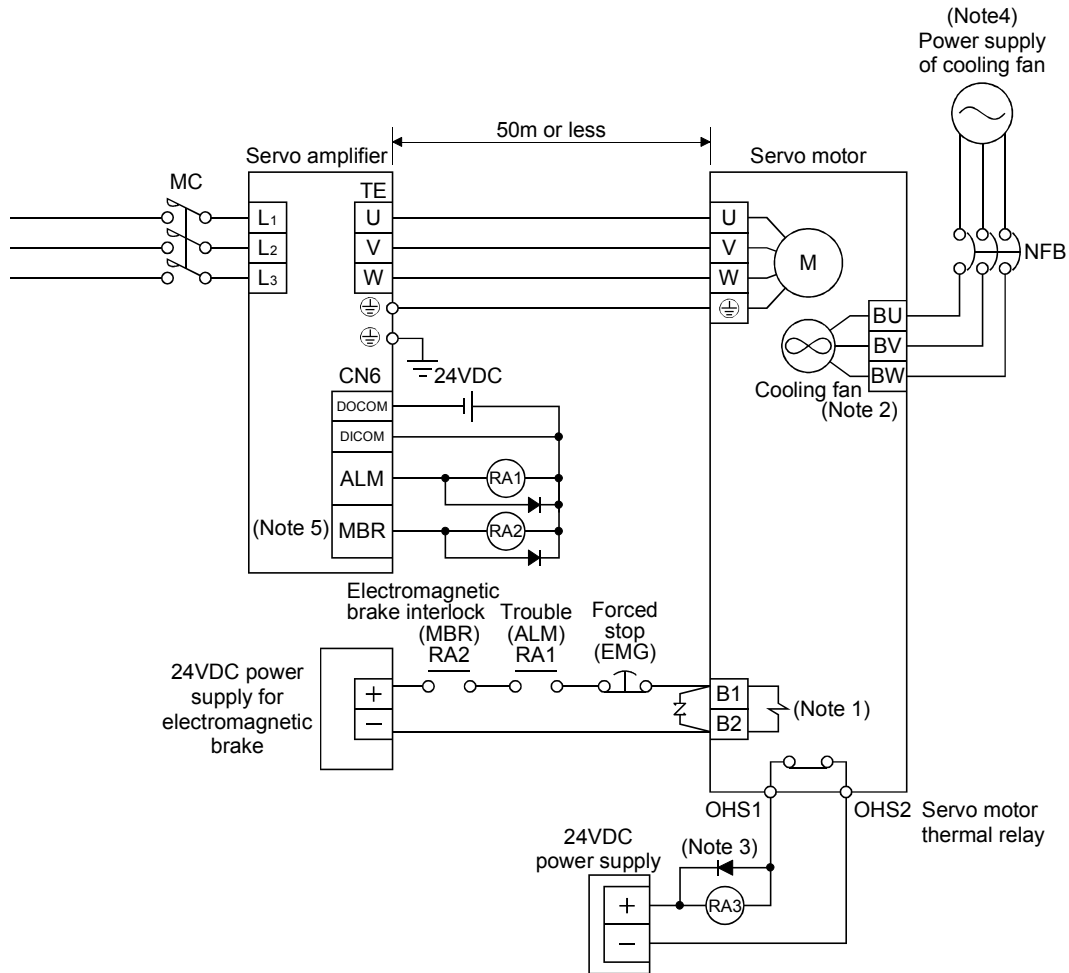 (Note4)
Power supply
of cooling fan
50m or less
Servo amplifier
Servo motor
MC
TE
L1
U
U
L2
V
V
M
NFB
L3
W
W
BU
BV
BW
CN6
24VDC
Cooling fan
(Note 2)
DOCOM
DICOM
ALM
RA1
(Note 5)
MBR
RA2
Electromagnetic
brake interlock
(MBR)
RA2
Trouble
(ALM)
RA1
Forced
stop
(EMG)
24VDC power
supply for
electromagnetic
brake
+
−
B1
B2
(Note 1)
OHS1
OHS2
Servo motor
thermal relay
24VDC
power supply
(Note 3)
+
RA3
−